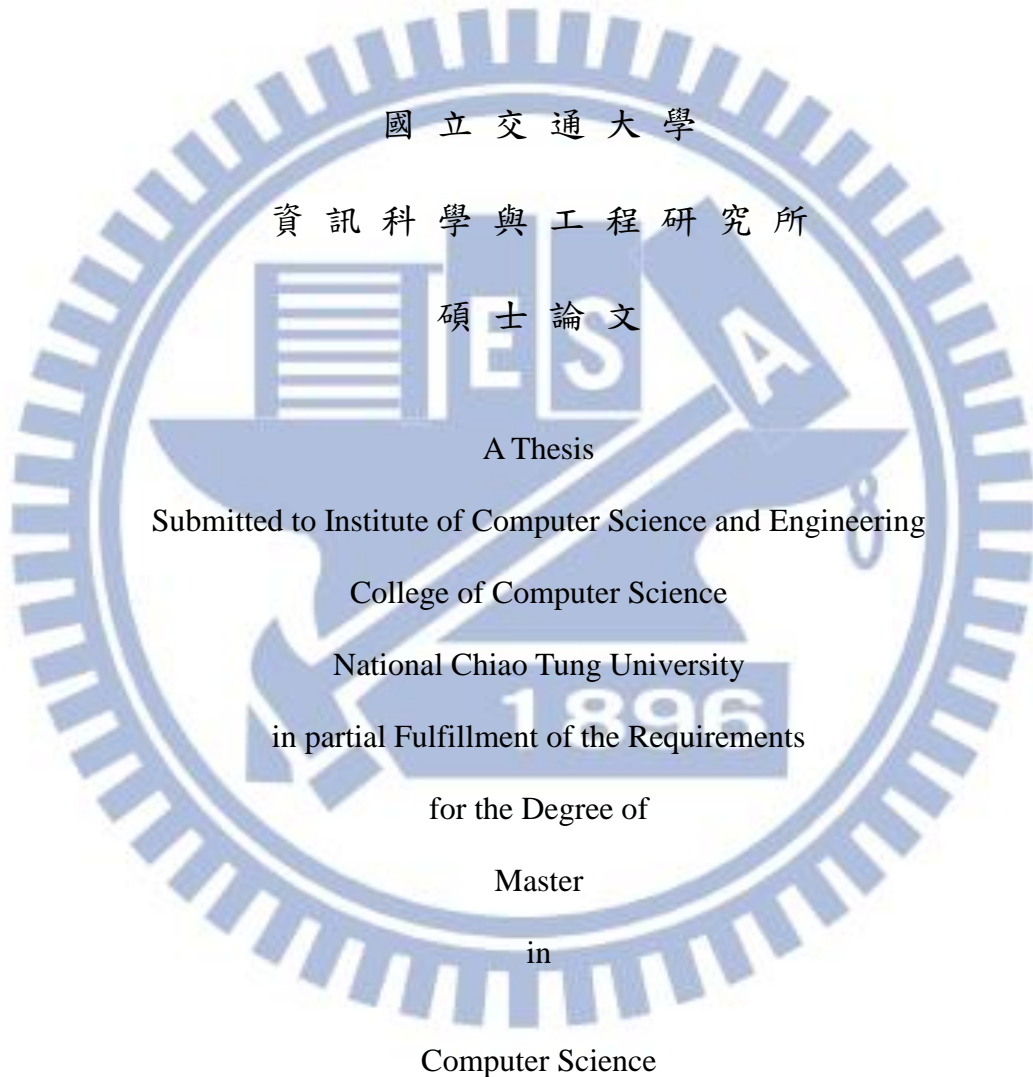 國立交通大學
資訊科學與工程研究所
碩士論文
E S A
A Thesis
Submitted to Institute of Computer Science and Engineering
College of Computer Science
National Chiao Tung University
1896
in partial Fulfillment of the Requirements
for the Degree of
Master
in
Computer Science